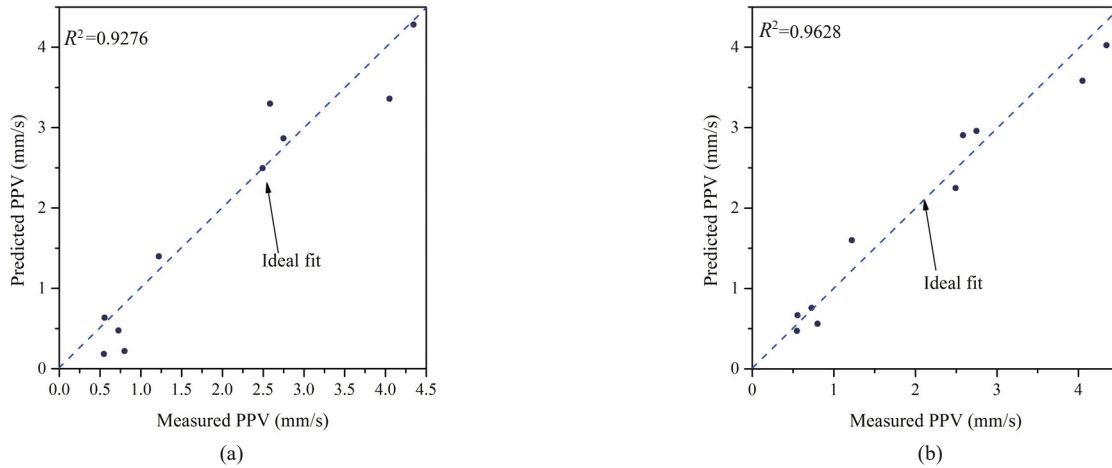 R²=0.9276
4
3
2
1
0
Predicted PPV (mm/s)
Ideal fit
0.0 0.5 1.0 1.5 2.0 2.5 3.0 3.5 4.0 4.5
Measured PPV (mm/s)
(a)
R²=0.9628
4
3
2
1
0
Predicted PPV (mm/s)
Ideal fit
0 1 2 3 4
Measured PPV (mm/s)
(b)